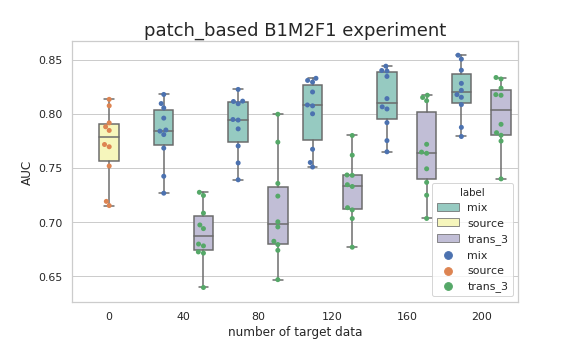 patch_based B1M2F1 experiment
AUC
0.85
0.80
0.75
0.70
0.65
0
40
80
120
160
200
number of target data
label
mix
source
trans_3
mix
source
trans_3